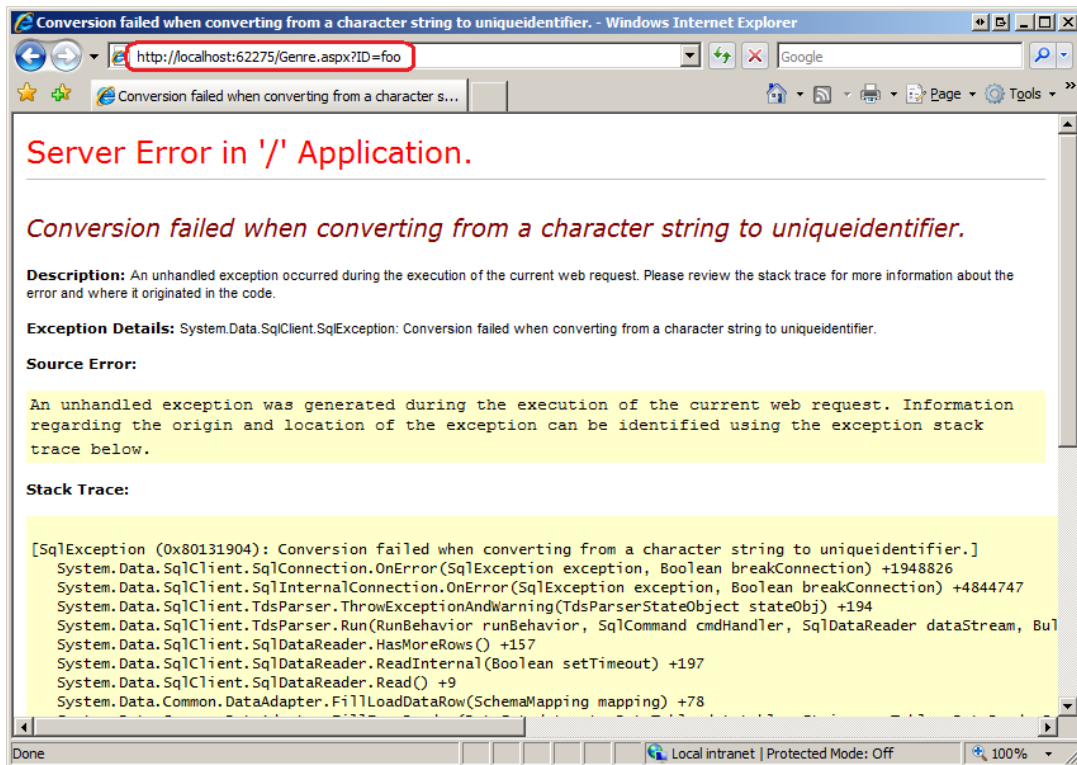 Conversion failed when converting from a character string to uniqueidentifier. - Windows Internet Explorer
http://localhost:62275/Genre.aspx?ID=foo
Google
Conversion failed when converting from a character s...
Page
Tools
Server Error in '/' Application.
Conversion failed when converting from a character string to uniqueidentifier.
Description: An unhandled exception occurred during the execution of the current web request. Please review the stack trace for more information about the
error and where it originated in the code.
Exception Details: System.Data.SqlClient.SqlException: Conversion failed when converting from a character string to uniqueidentifier.
Source Error:
An unhandled exception was generated during the execution of the current web request. Information
regarding the origin and location of the exception can be identified using the exception stack
trace below.
Stack Trace:
[SqlException (0x80131904): Conversion failed when converting from a character string to uniqueidentifier.]
System.Data.SqlClient.SqlConnection.OnError(SqlException exception, Boolean breakConnection) +1948826
System.Data.SqlClient.SqlInternalConnection.OnError(SqlException exception, Boolean breakConnection) +4844747
System.Data.SqlClient.TdsParser.ThrowExceptionAndWarning(TdsParserStateObject stateObj) +194
System.Data.SqlClient.TdsParser.Run(RunBehavior runBehavior, SqlCommand cmdHandler, SqlDataReader dataStream, Bul
System.Data.SqlClient.SqlDataReader.HasMoreRows() +157
System.Data.SqlClient.SqlDataReader.ReadInternal(Boolean setTimeout) +197
System.Data.SqlClient.SqlDataReader.Read() +9
System.Data.Common.DataAdapter.FillLoadDataRow(SchemaMapping mapping) +78
Done
Local intranet | Protected Mode: Off
100%